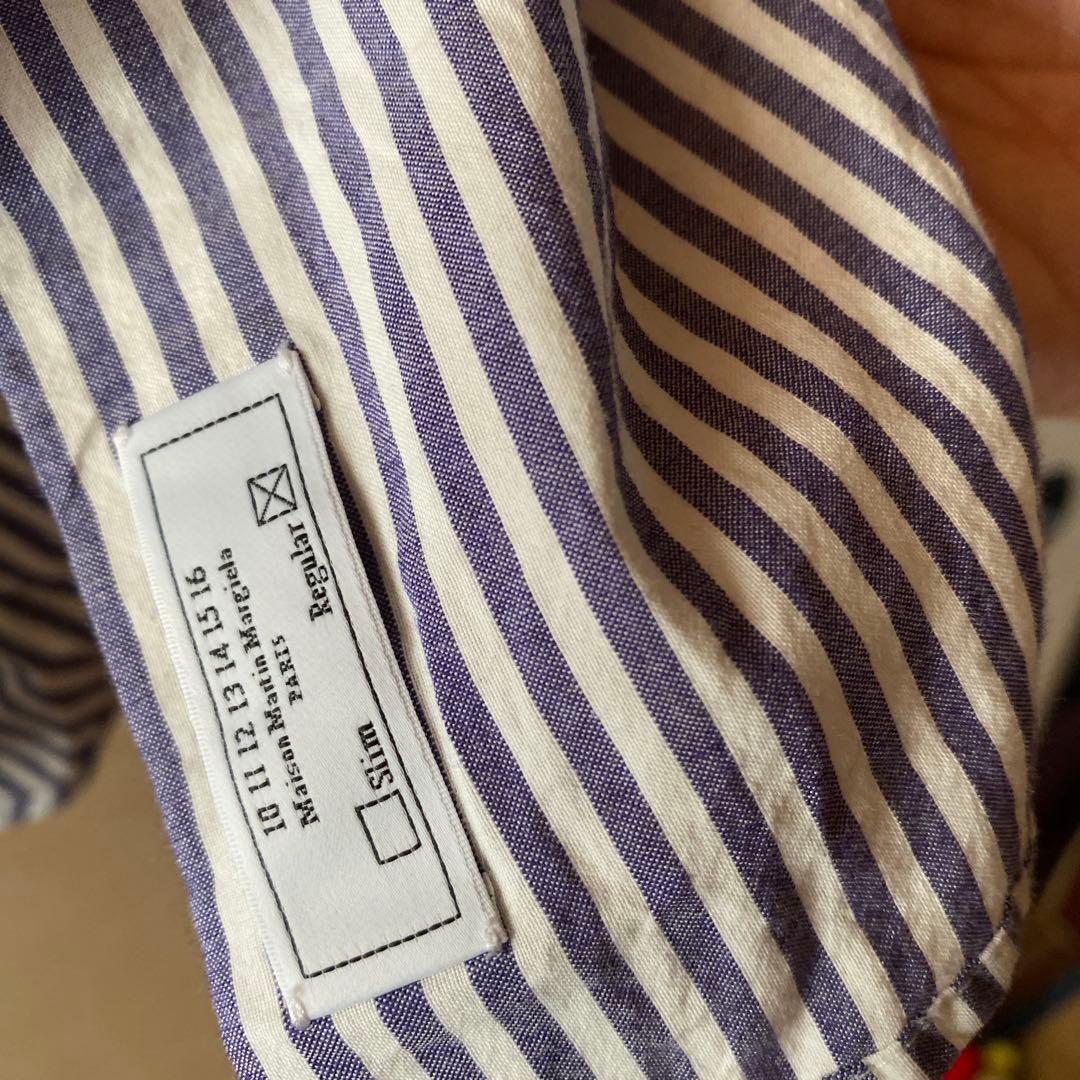 10 11 12 13 14 15 16
Maison Martin Margiela
PARIS
Slim
Regular